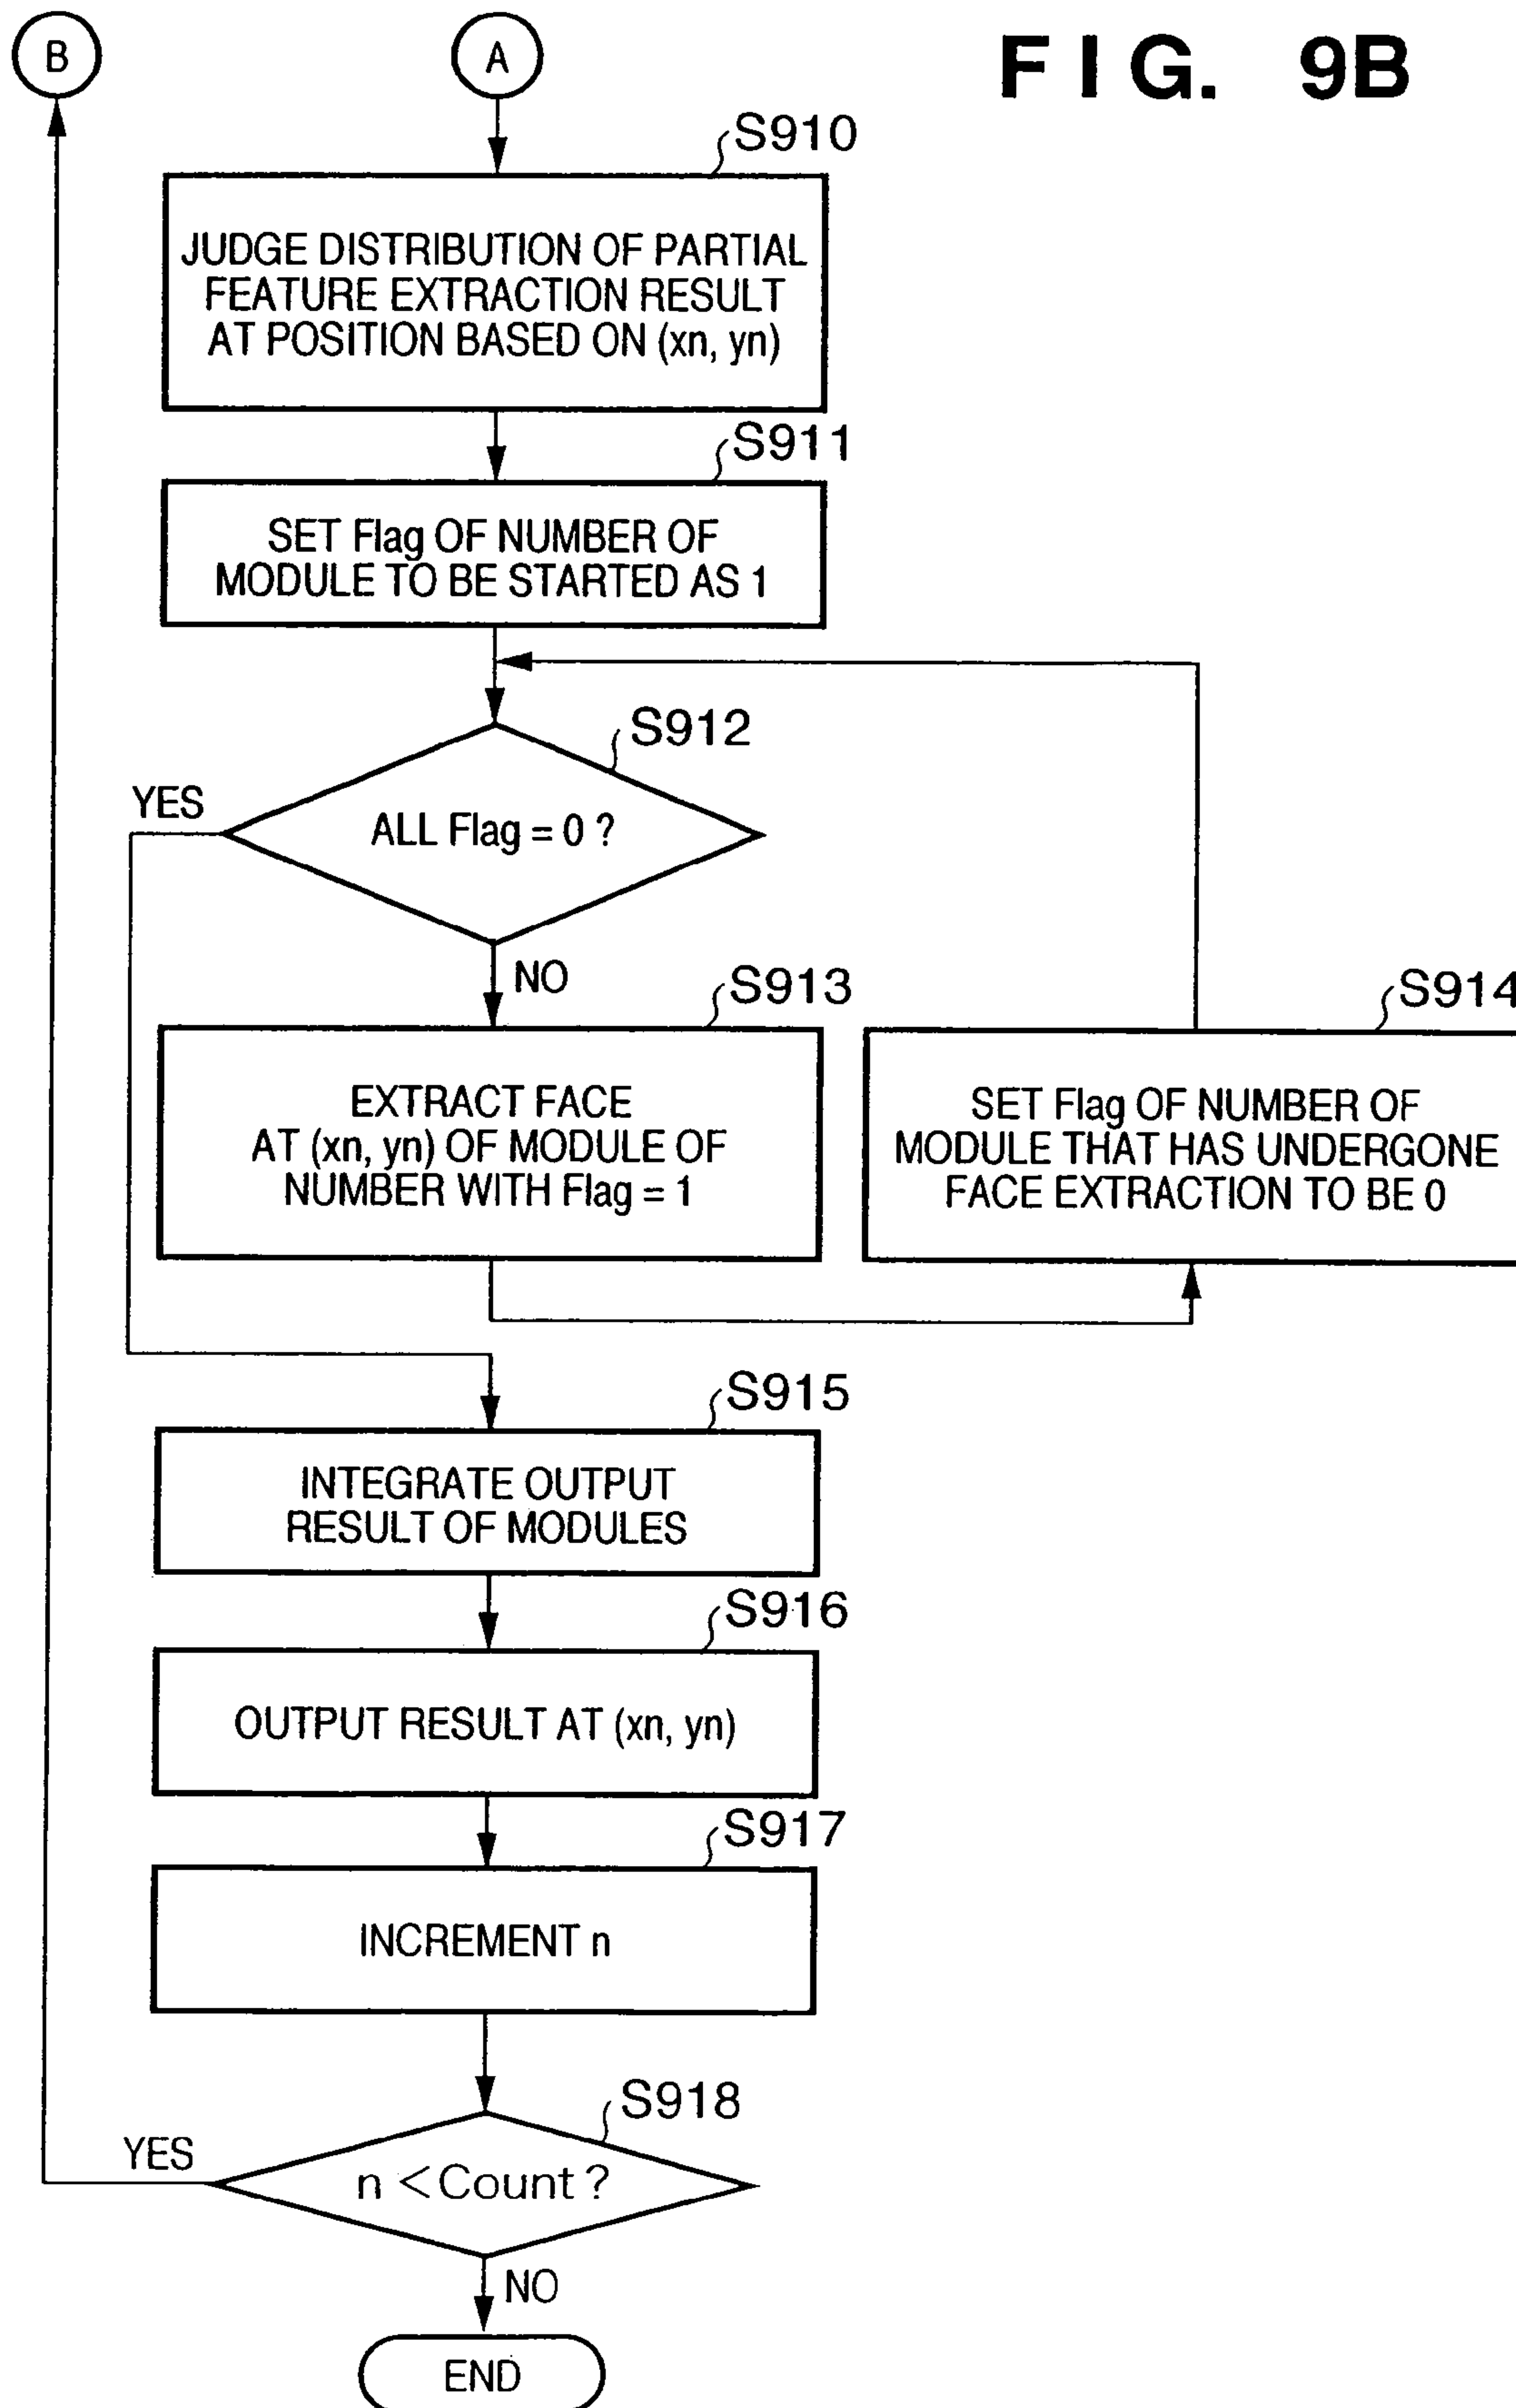 B
A
FIG. 9B
S910
JUDGE DISTRIBUTION OF PARTIAL
FEATURE EXTRACTION RESULT
AT POSITION BASED ON (xn, yn)
S911
SET Flag OF NUMBER OF
MODULE TO BE STARTED AS 1
S912
YES
ALL Flag = 0 ?
NO
S913
EXTRACT FACE
AT (xn, yn) OF MODULE OF
NUMBER WITH Flag = 1
S914
SET Flag OF NUMBER OF
MODULE THAT HAS UNDERGONE
FACE EXTRACTION TO BE 0
S915
INTEGRATE OUTPUT
RESULT OF MODULES
S916
OUTPUT RESULT AT (xn, yn)
S917
INCREMENT n
S918
YES
n < Count ?
NO
END